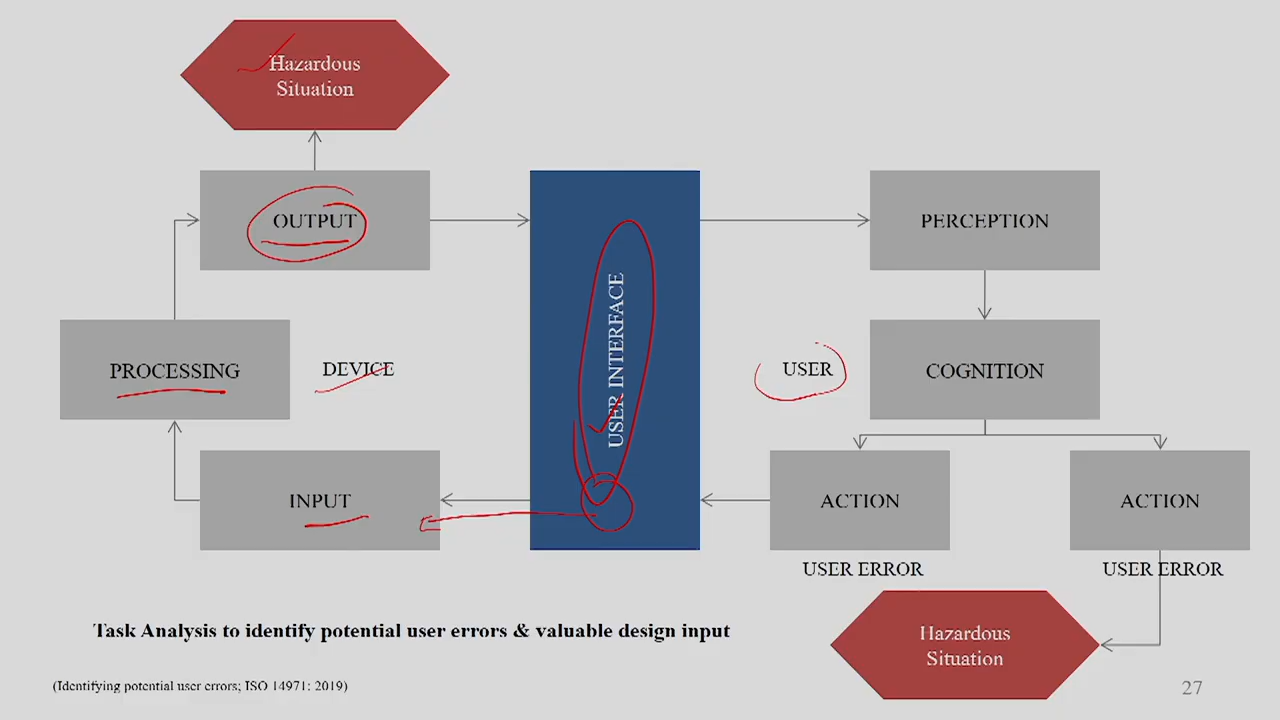 Hazardous
Situation
OUTPUT
PERCEPTION
USER INTERFACE
PROCESSING
DEVICE
USER
COGNITION
INPUT
ACTION
ACTION
USER ERROR
USER ERROR
Task Analysis to identify potential user errors & valuable design input
Hazardous
Situation
(Identifying potential user errors; ISO 14971: 2019)
27